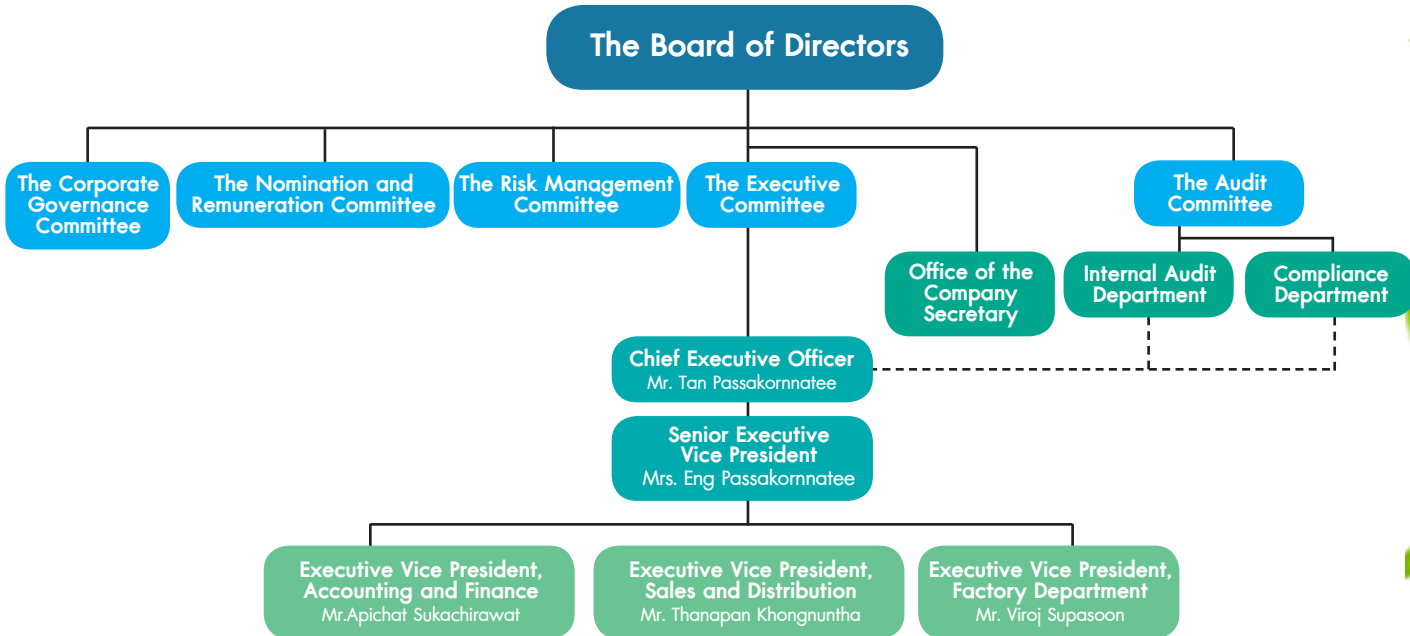 The Board of Directors
The Corporate
Governance
Committee
The Nomination and
Remuneration Committee
The Risk Management
Committee
The Executive
Committee
The Audit
Committee
Office of the
Company
Secretary
Internal Audit
Department
Compliance
Department
Chief Executive Officer
Mr. Tan Passakornnatee
Senior Executive
Vice President
Mrs. Eng Passakornnatee
Executive Vice President,
Accounting and Finance
Mr.Apichat Sukachirawat
Executive Vice President,
Sales and Distribution
Mr. Thanapan Khongnuntha
Executive Vice President,
Factory Department
Mr. Viroj Supasoon